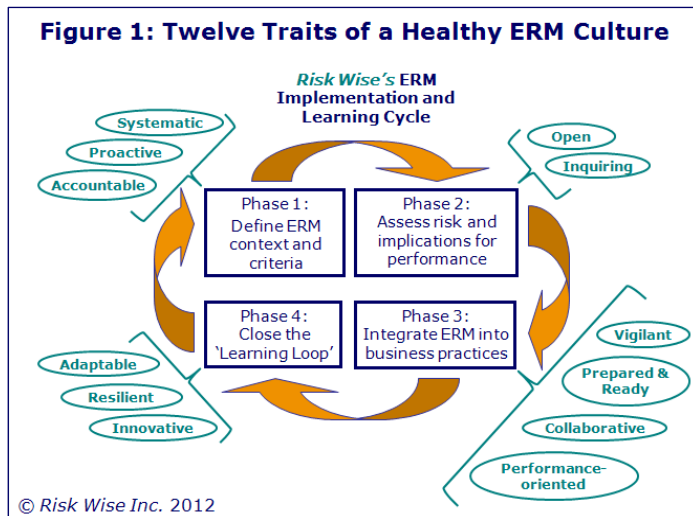 Figure 1: Twelve Traits of a Healthy ERM Culture
Risk Wise's ERM
Implementation and
Learning Cycle
Systematic
Proactive
Accountable
Open
Inquiring
Phase 1:
Define ERM
context and
criteria
Phase 2:
Assess risk and
implications for
performance
Phase 4:
Close the
'Learning Loop'
Phase 3:
Integrate ERM into
business practices
Adaptable
Resilient
Innovative
Vigilant
Prepared &
Ready
Collaborative
Performance-
oriented
© Risk Wise Inc. 2012